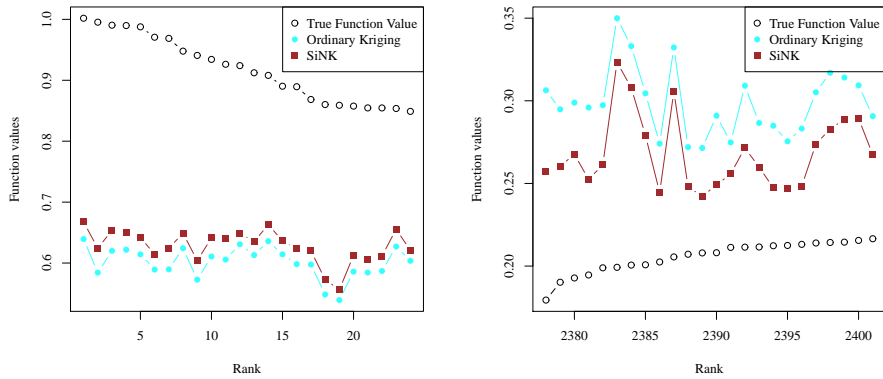 True Function Value
Ordinary Kriging
SiNK
Function values
1.0
0.9
0.8
0.7
0.6
5
10
15
20
Rank
True Function Value
Ordinary Kriging
SiNK
Function values
0.35
0.30
0.25
0.20
2380
2385
2390
2395
2400
Rank